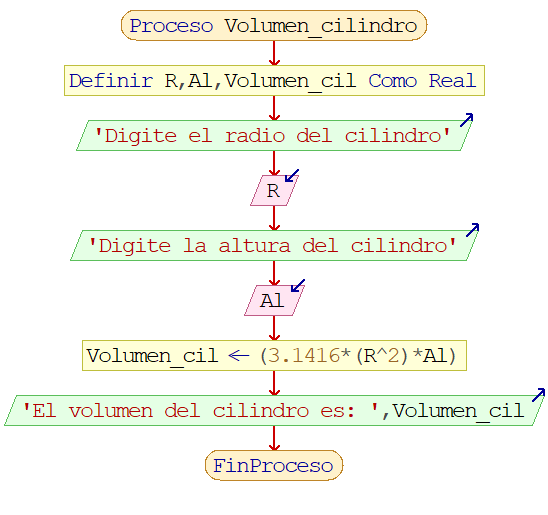 Proceso Volumen_cilindro
Definir R,Al,Volumen_cil Como Real
'Digite el radio del cilindro'
R
'Digite la altura del cilindro'
Al
Volumen_cil ← (3.1416*(R^2)*Al)
'El volumen del cilindro es: ',Volumen_cil
FinProceso